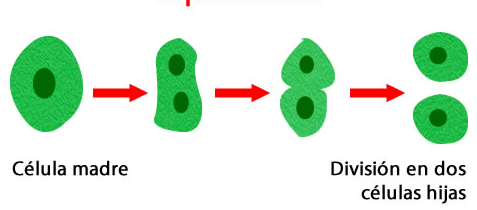 Célula madre
División en dos
células hijas